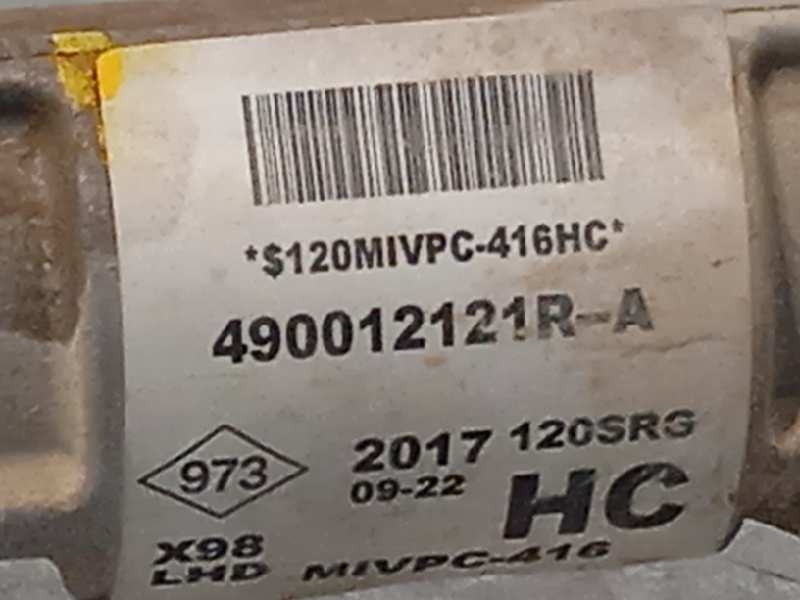 *$120MIVPC-416HC*
490012121R-A
973 2017 120SRG
09-22 HC
X98
LHD MIVPC-416